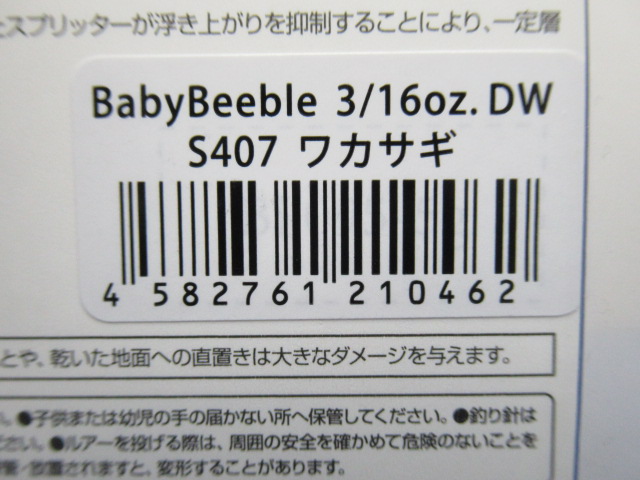 スプリッターが浮き上がりを抑制することにより、一定層
BabyBeeble 3/16oz. DW
S407 ワカサギ
4 582761 210462
とや、乾いた地面への直置きは大きなダメージを与えます。
●子供または幼児の手の届かない所へ保管してください。●釣り針は
ださい。●ルアーを投げる際は、周囲の安全を確かめて危険のないことを
管・放置されますと、変形することがあります。